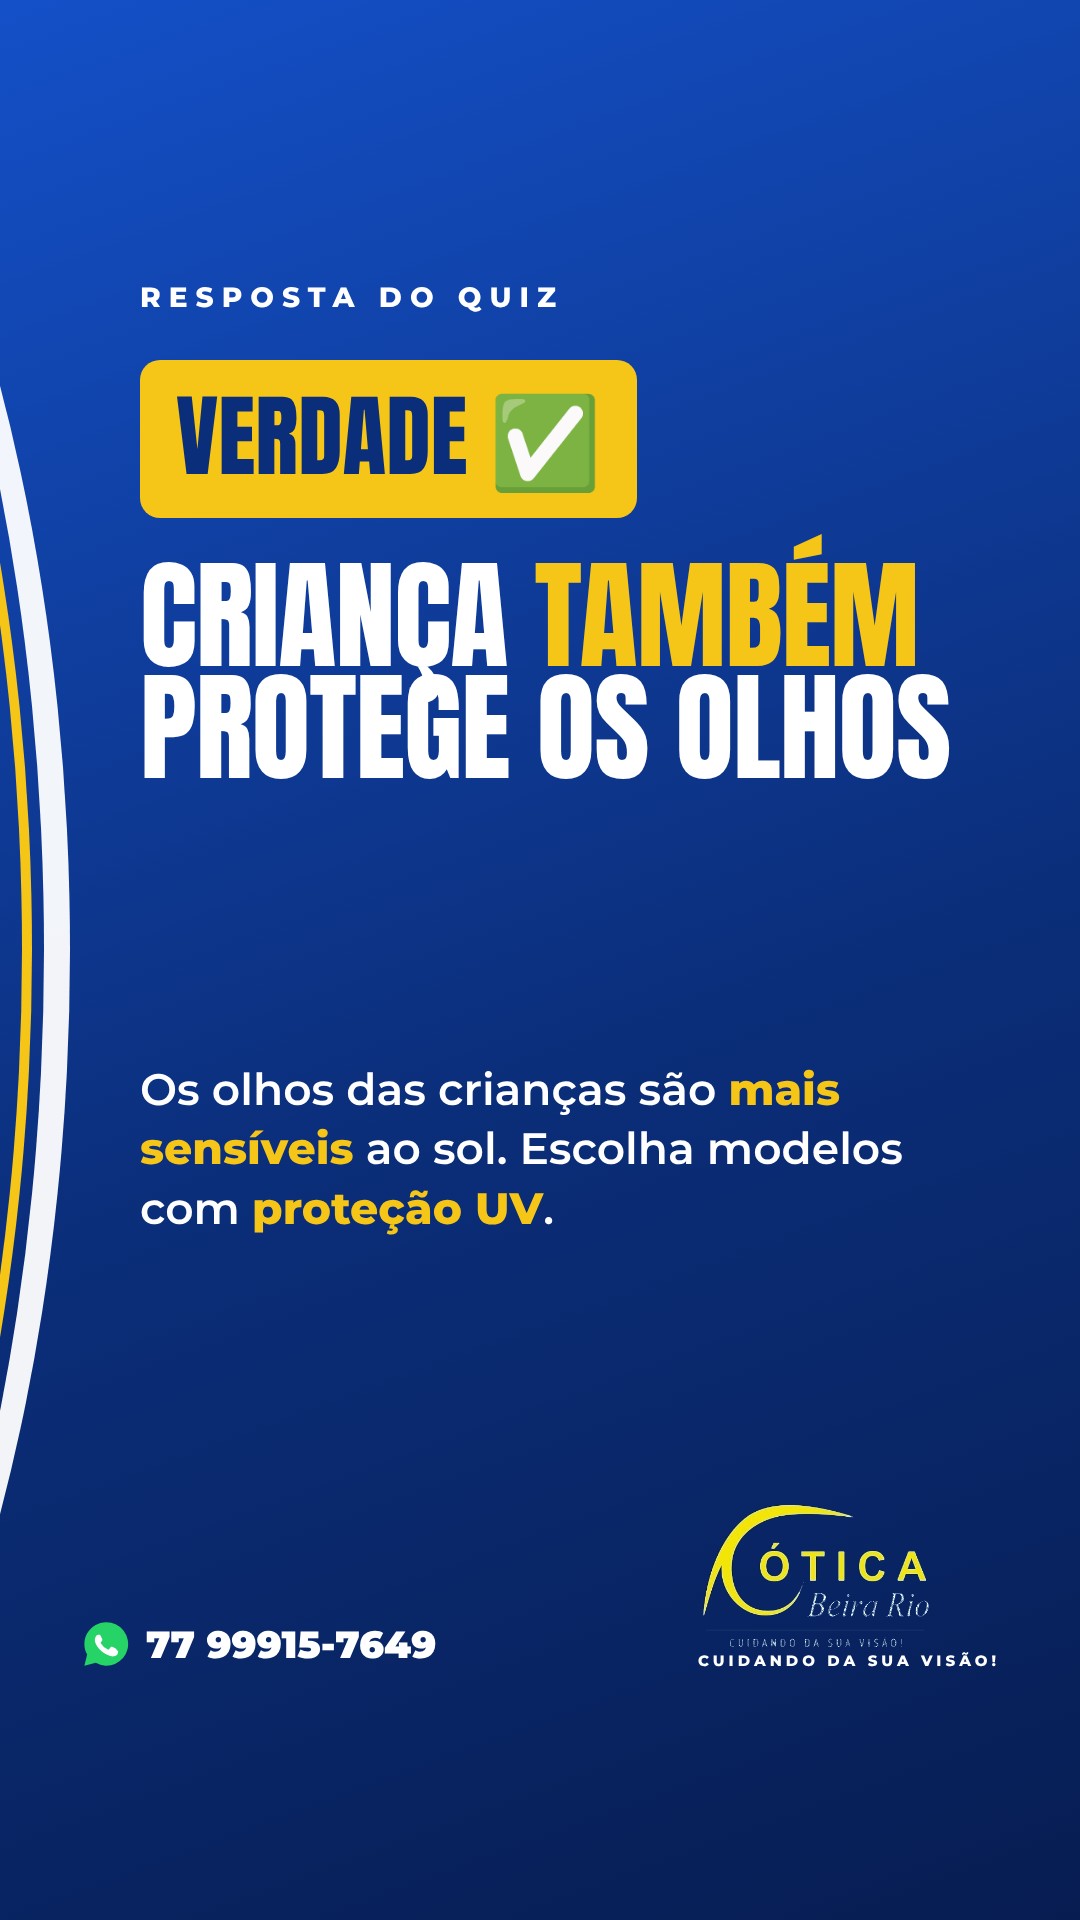 RESPOSTA DO QUIZ
VERDADE ✅
CRIANÇA TAMBÉM
PROTEGE OS OLHOS
Os olhos das crianças são mais
sensíveis ao sol. Escolha modelos
com proteção UV.
ÓTICA
Beira Rio
CUIDANDO DA SUA VISÃO!
CUIDANDO DA SUA VISÃO!
77 99915-7649